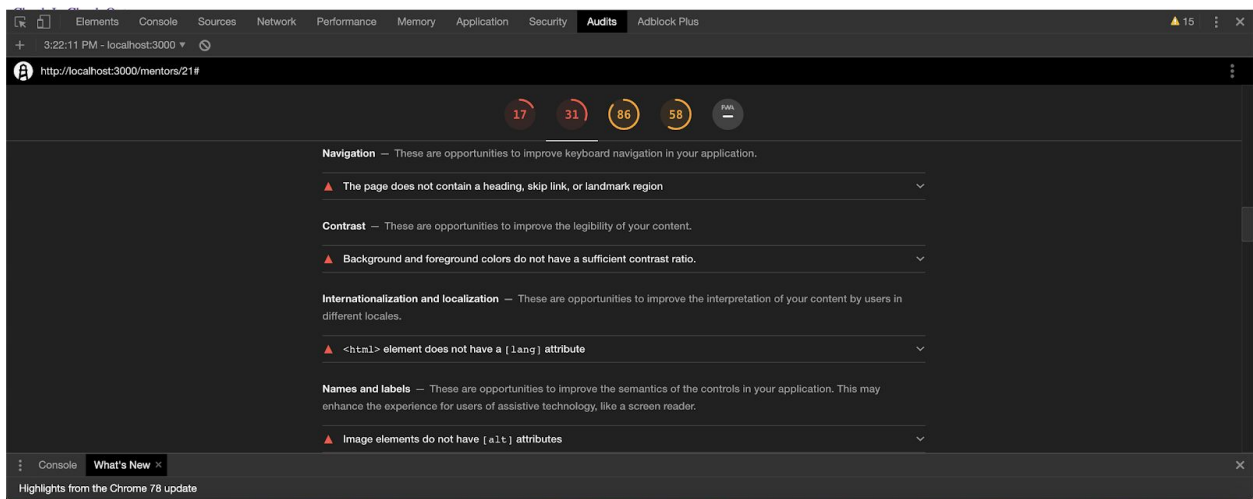 Elements Console Sources Network Performance Memory Application Security Audits Adblock Plus 15
3:22:11 PM - localhost:3000
http://localhost:3000/mentors/21#
17 31 86 58 PWA
Navigation — These are opportunities to improve keyboard navigation in your application.
The page does not contain a heading, skip link, or landmark region
Contrast — These are opportunities to improve the legibility of your content.
Background and foreground colors do not have a sufficient contrast ratio.
Internationalization and localization — These are opportunities to improve the interpretation of your content by users in
different locales.
<html> element does not have a [lang] attribute
Names and labels — These are opportunities to improve the semantics of the controls in your application. This may
enhance the experience for users of assistive technology, like a screen reader.
Image elements do not have [alt] attributes
Console What's New
Highlights from the Chrome 78 update